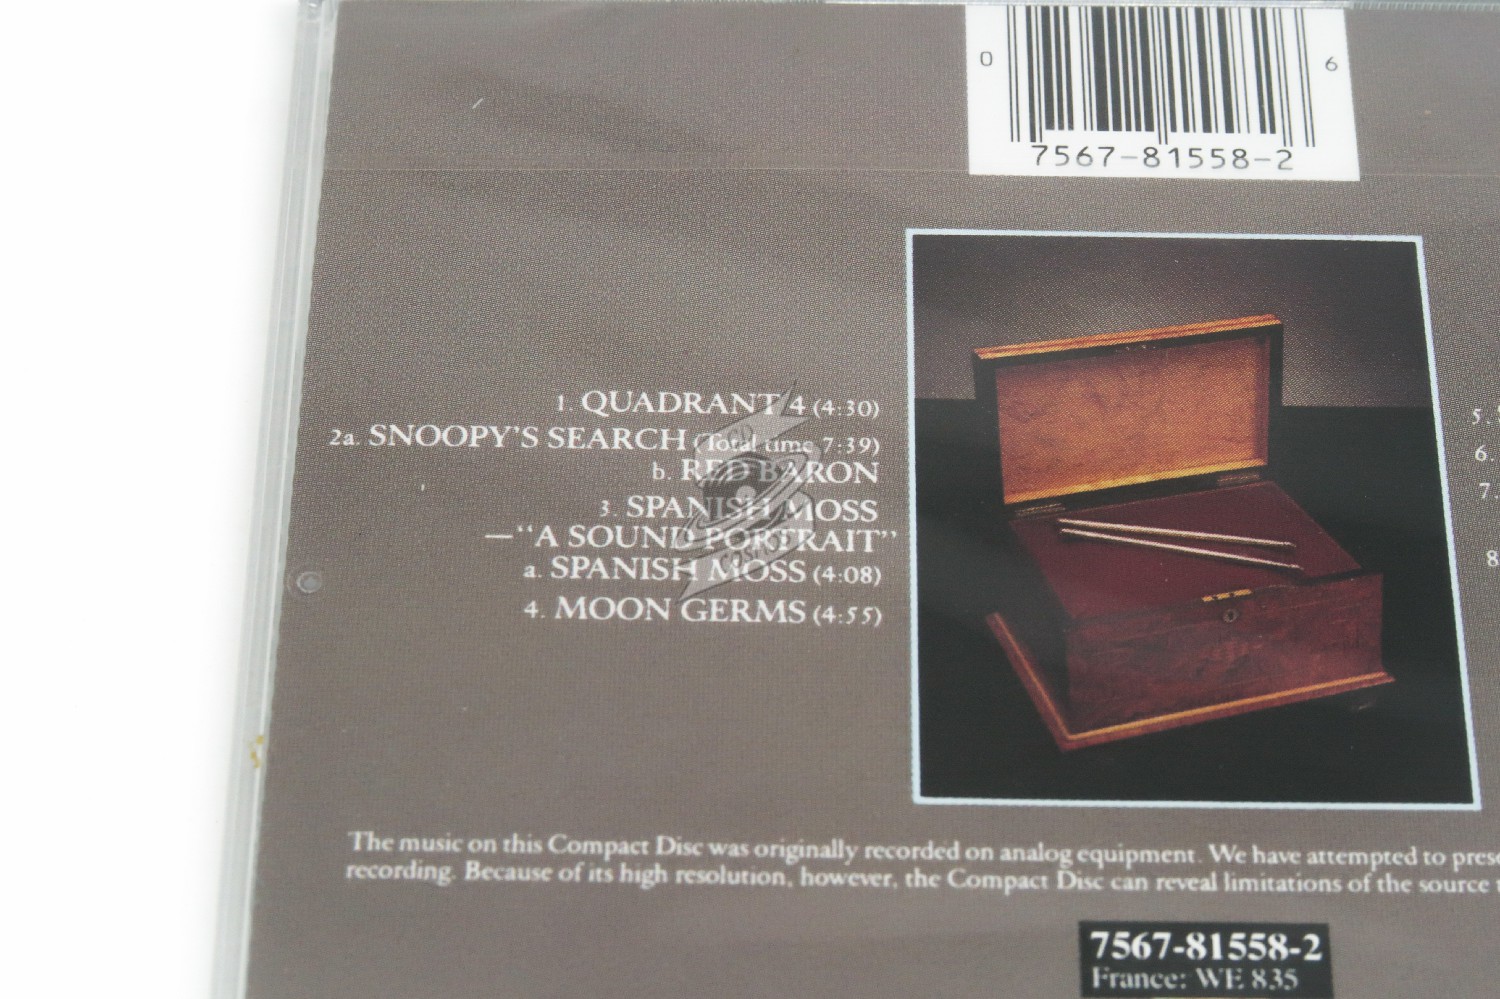 0 6
7567-81558-2
1. QUADRANT 4 (4:30)
2a. SNOOPY'S SEARCH (Total time 7:39)
b. RED BARON
3. SPANISH MOSS
—"A SOUND PORTRAIT"
a. SPANISH MOSS (4:08)
4. MOON GERMS (4:55)
5.
6.
7.
8
CD
COSMOS
The music on this Compact Disc was originally recorded on analog equipment. We have attempted to
recording. Because of its high resolution, however, the Compact Disc can reveal limitations of the source
7567-81558-2
France: WE 835